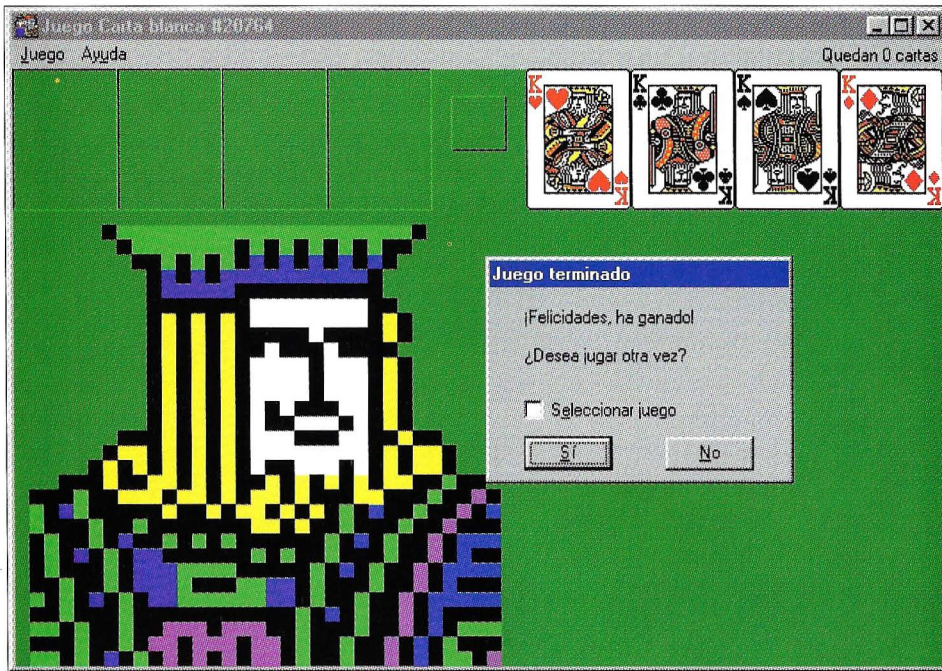 Juego Carta blanca #20764
Juego Ayuda Quedan 0 cartas
K K K K
K K K K
Juego terminado
¡Felicidades, ha ganado!
¿Desea jugar otra vez?
Seleccionar juego
Sí No